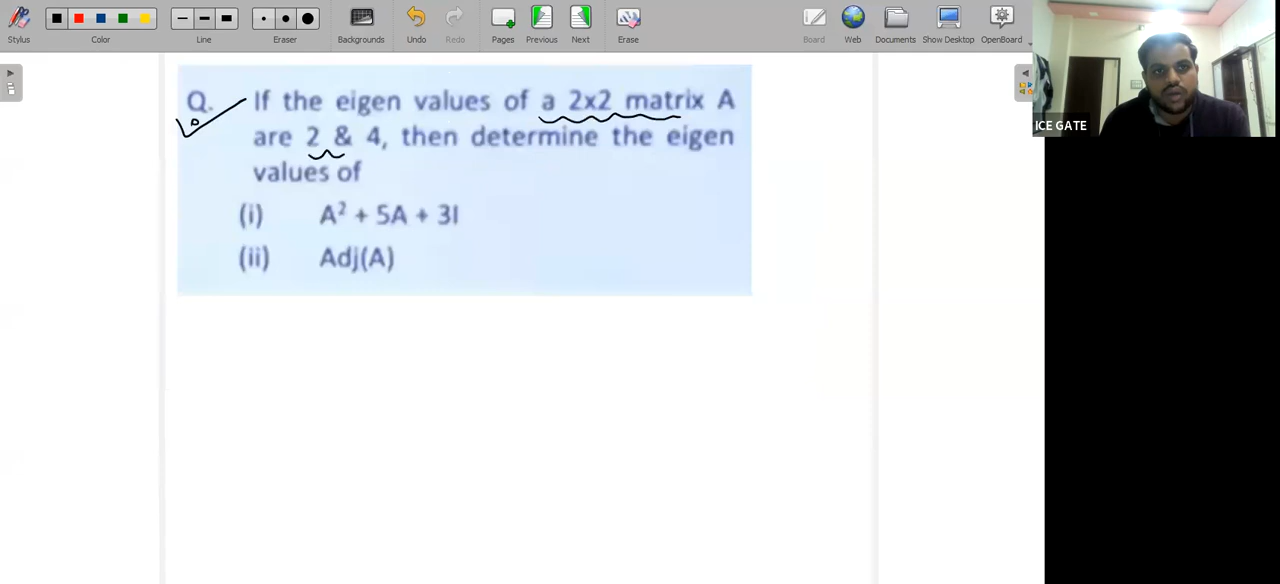 Stylus
Color
Line
Eraser
Backgrounds
Undo
Redo
Pages
Previous
Next
Erase
Board
Web
Documents
Show Desktop
OpenBoard
ICE GATE
Q. If the eigen values of a 2x2 matrix A
are 2 & 4, then determine the eigen
values of
(i) A² + 5A + 3I
(ii) Adj(A)